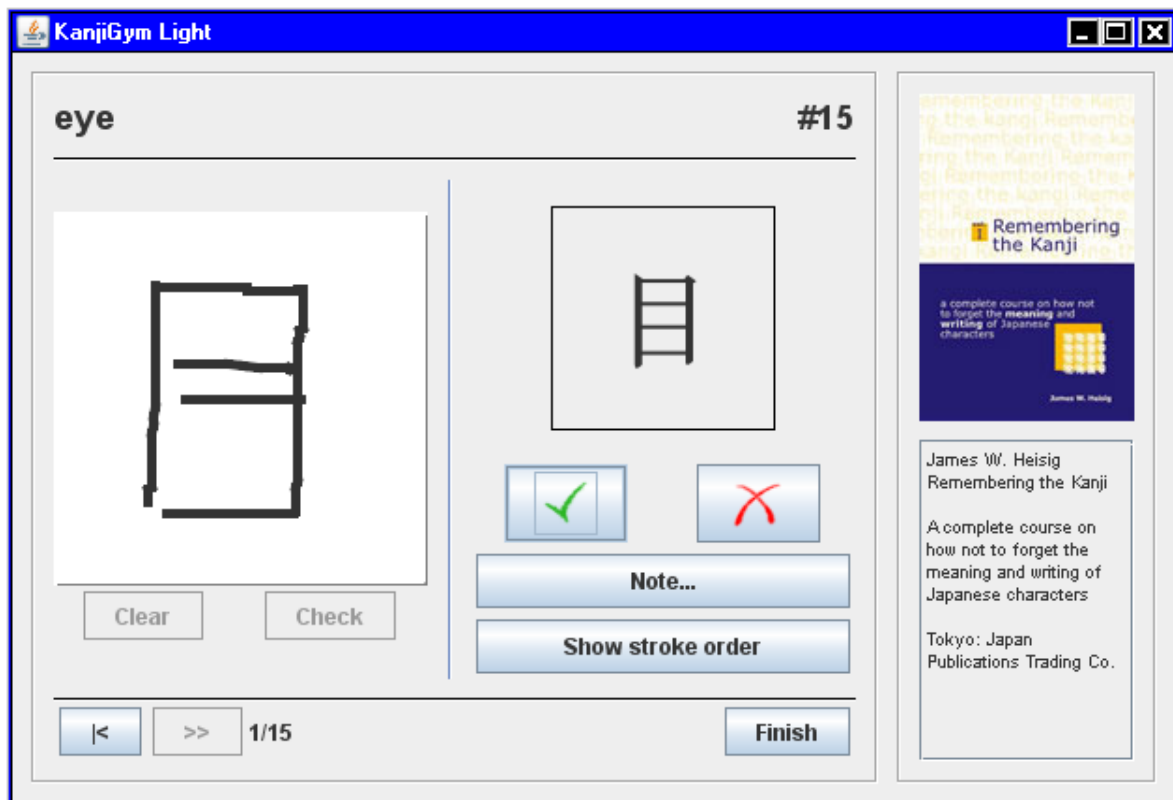 KanjiGym Light
eye
#15
目
目
Clear
Check
Note...
Show stroke order
|<
>>
1/15
Finish
Remembering
the Kanji
a complete course on how not
to forget the meaning and
writing of Japanese
characters
James W. Heisig
James W. Heisig
Remembering the Kanji
A complete course on
how not to forget the
meaning and writing of
Japanese characters
Tokyo: Japan
Publications Trading Co.